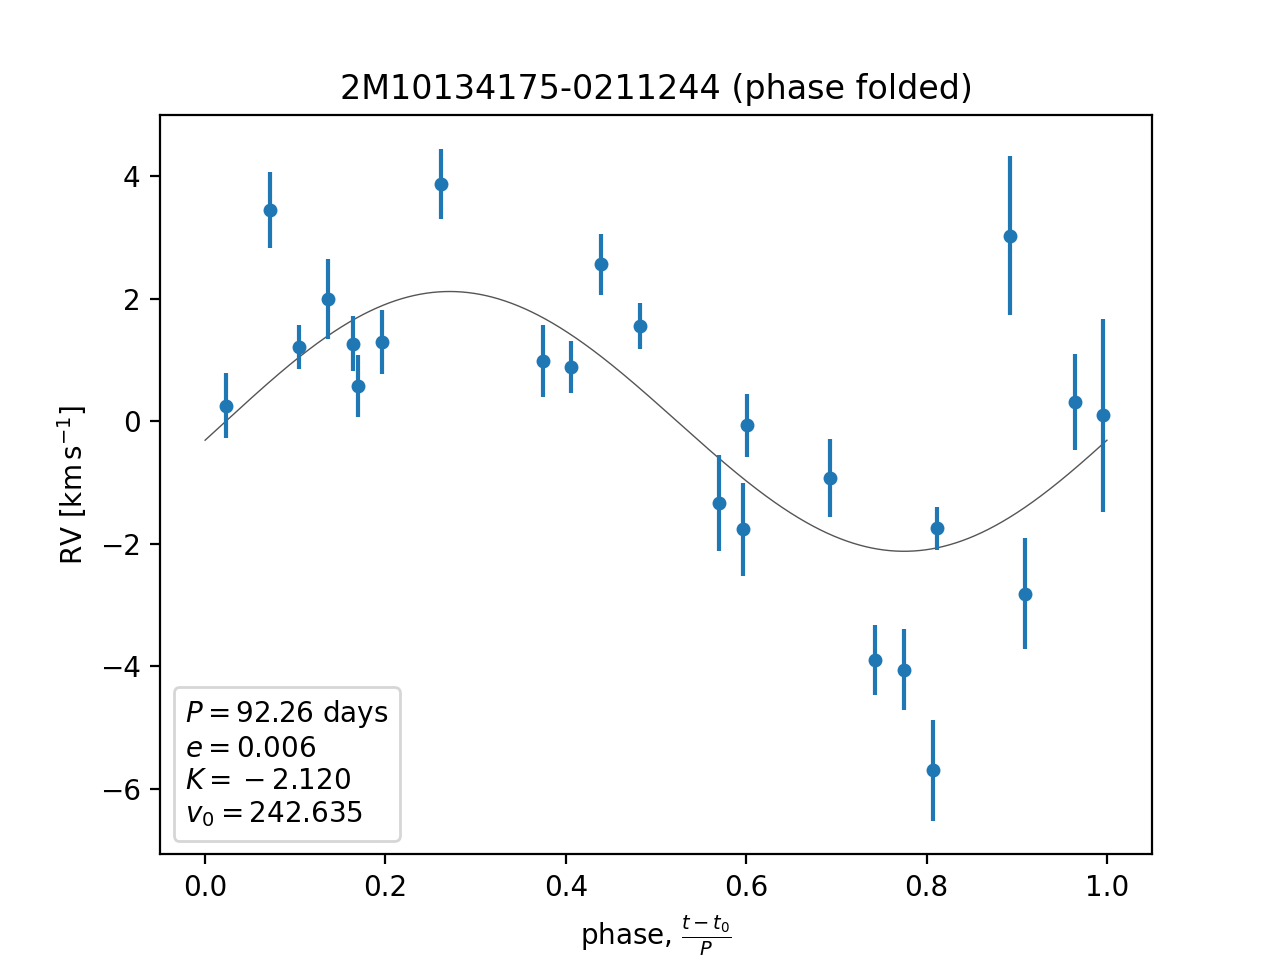 2M10134175-0211244 (phase folded)
4
2
0
−2
−4
−6
RV [km s⁻¹]
P = 92.26 days
e = 0.006
K = − 2.120
v₀ = 242.635
0.0 0.2 0.4 0.6 0.8 1.0
phase, (t − t₀)/P